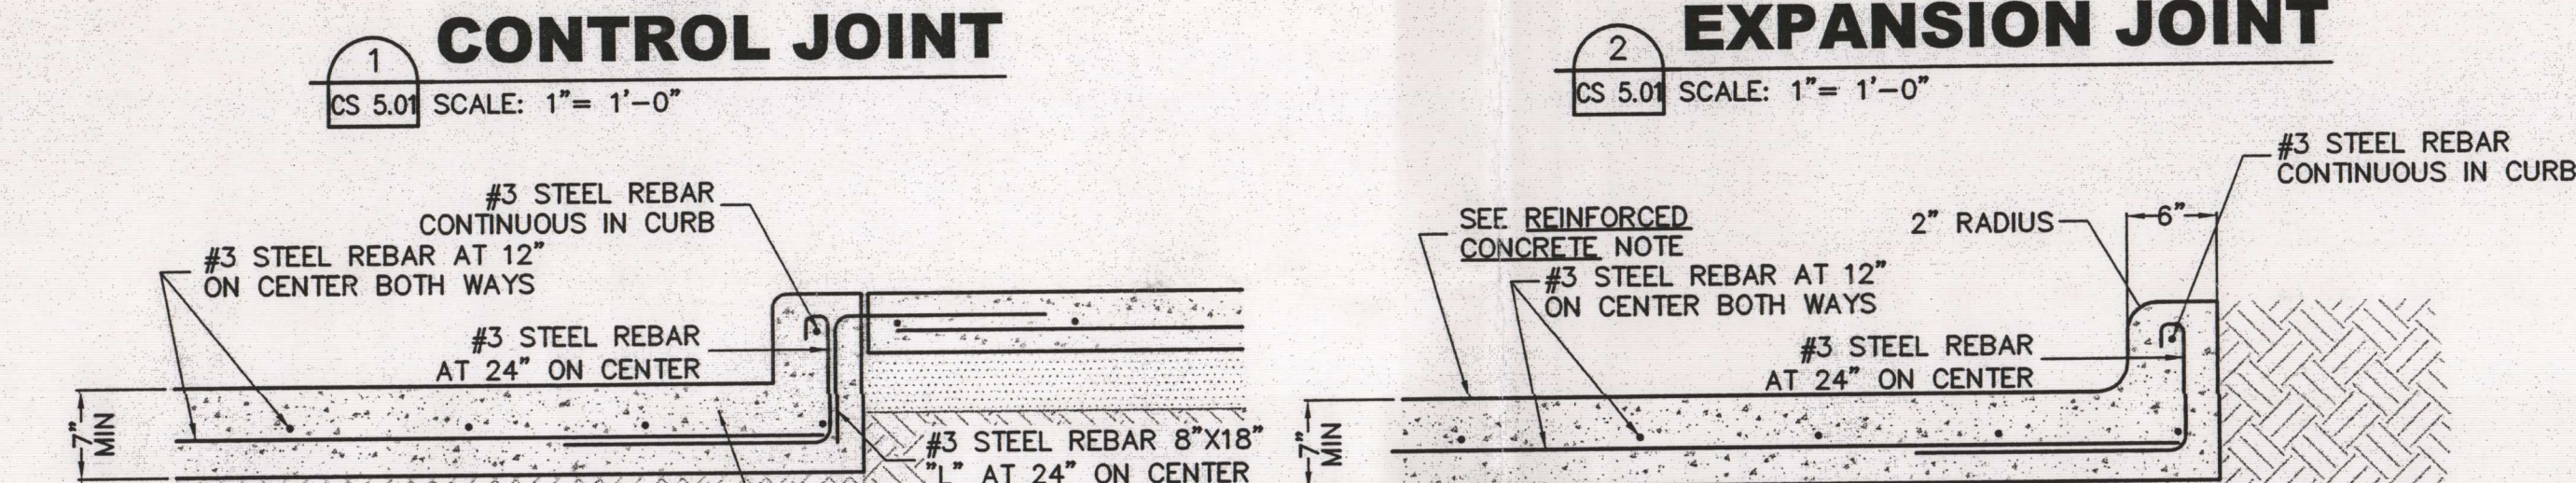 1
CS 5.01
CONTROL JOINT
SCALE: 1"= 1'-0"
2
CS 5.01
EXPANSION JOINT
SCALE: 1"= 1'-0"
#3 STEEL REBAR
CONTINUOUS IN CURB
#3 STEEL REBAR AT 12"
ON CENTER BOTH WAYS
#3 STEEL REBAR
AT 24" ON CENTER
7"
MIN
#3 STEEL REBAR 8"X18"
"L" AT 24" ON CENTER
#3 STEEL REBAR
CONTINUOUS IN CURB
SEE REINFORCED
CONCRETE NOTE
2" RADIUS
6"
#3 STEEL REBAR AT 12"
ON CENTER BOTH WAYS
#3 STEEL REBAR
AT 24" ON CENTER
7"
MIN